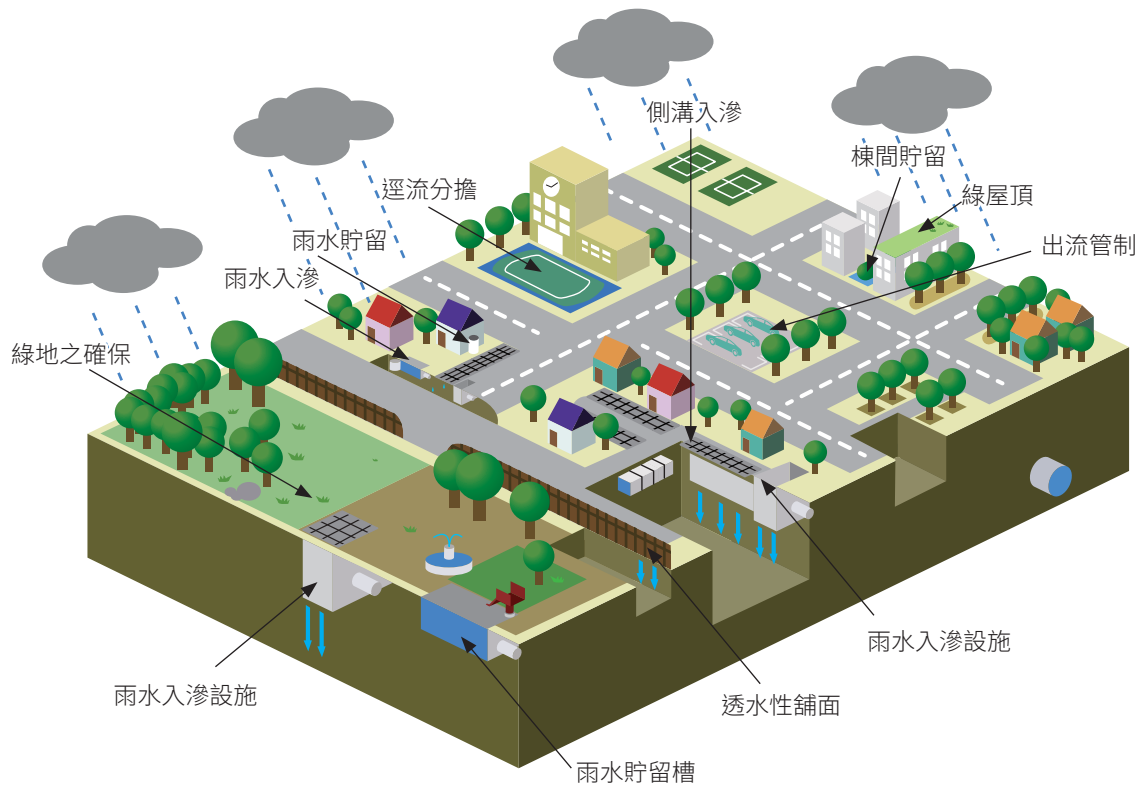 側溝入滲
棟間貯留
逕流分擔
綠屋頂
雨水貯留
出流管制
雨水入滲
綠地之確保
雨水入滲設施
雨水入滲設施
透水性舖面
雨水貯留槽